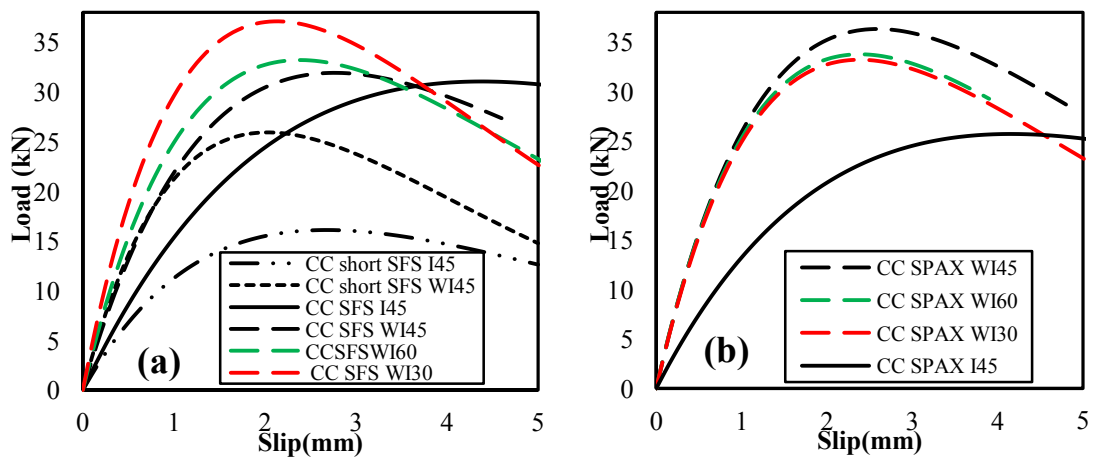 35
30
25
20
15
10
5
0
Load (kN)
0 1 2 3 4 5
Slip(mm)
(a)
CC short SFS I45
CC short SFS WI45
CC SFS I45
CC SFS WI45
CCSFSWI60
CC SFS WI30
35
30
25
20
15
10
5
0
Load (kN)
0 1 2 3 4 5
Slip(mm)
(b)
CC SPAX WI45
CC SPAX WI60
CC SPAX WI30
CC SPAX I45